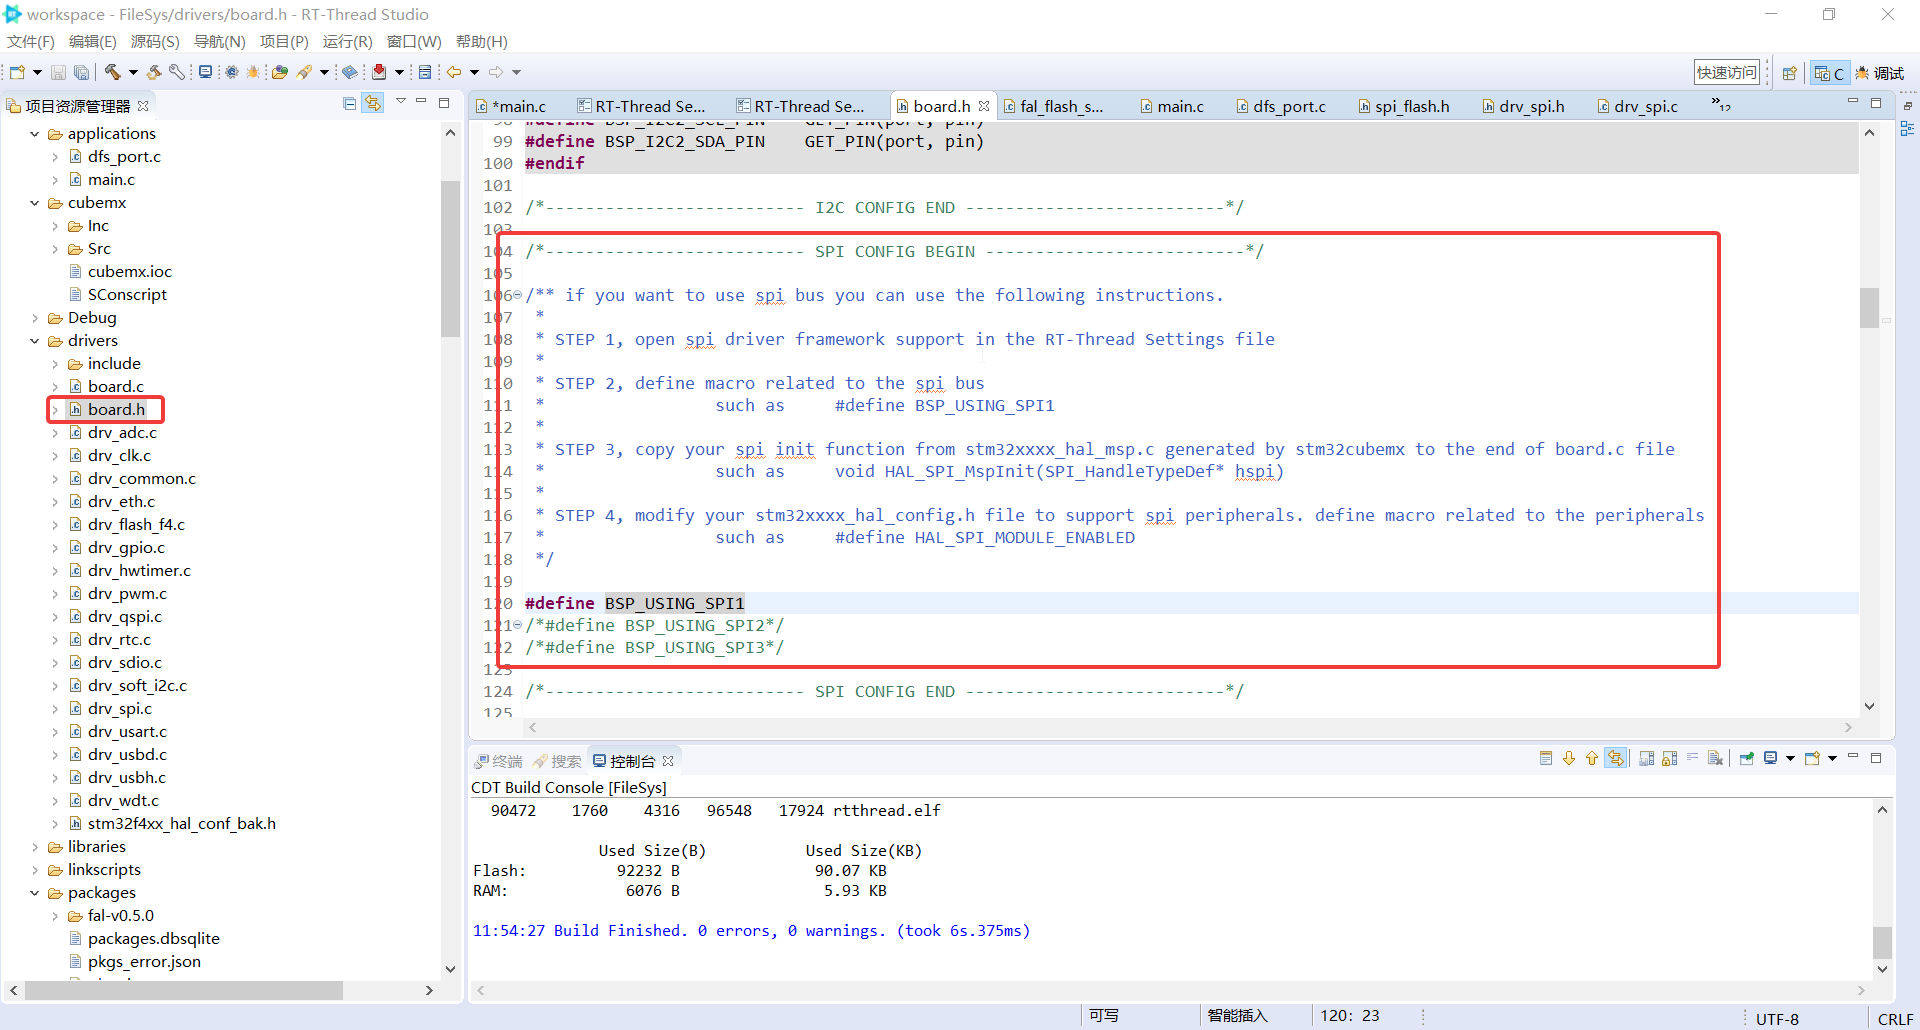 workspace - FileSys/drivers/board.h - RT-Thread Studio
文件(F) 编辑(E) 源码(S) 导航(N) 项目(P) 运行(R) 窗口(W) 帮助(H)
快速访问
C
调试
项目资源管理器
applications
dfs_port.c
main.c
cubemx
Inc
Src
cubemx.ioc
SConscript
Debug
drivers
include
board.c
board.h
drv_adc.c
drv_clk.c
drv_common.c
drv_eth.c
drv_flash_f4.c
drv_gpio.c
drv_hwtimer.c
drv_pwm.c
drv_qspi.c
drv_rtc.c
drv_sdio.c
drv_soft_i2c.c
drv_spi.c
drv_usart.c
drv_usbd.c
drv_usbh.c
drv_wdt.c
stm32f4xx_hal_conf_bak.h
libraries
linkscripts
packages
fal-v0.5.0
packages.dbsqlite
pkgs_error.json
*main.c RT-Thread Se... RT-Thread Se... board.h fal_flash_s... main.c dfs_port.c spi_flash.h drv_spi.h drv_spi.c »12
98 #define BSP_I2C2_SCL_PIN GET_PIN(port, pin)
99 #define BSP_I2C2_SDA_PIN GET_PIN(port, pin)
100 #endif
101
102 /*-------------------------- I2C CONFIG END --------------------------*/
103
104 /*-------------------------- SPI CONFIG BEGIN --------------------------*/
105
106 /** if you want to use spi bus you can use the following instructions.
107 *
108 * STEP 1, open spi driver framework support in the RT-Thread Settings file
109 *
110 * STEP 2, define macro related to the spi bus
111 * such as #define BSP_USING_SPI1
112 *
113 * STEP 3, copy your spi init function from stm32xxxx_hal_msp.c generated by stm32cubemx to the end of board.c file
114 * such as void HAL_SPI_MspInit(SPI_HandleTypeDef* hspi)
115 *
116 * STEP 4, modify your stm32xxxx_hal_config.h file to support spi peripherals. define macro related to the peripherals
117 * such as #define HAL_SPI_MODULE_ENABLED
118 */
119
120 #define BSP_USING_SPI1
121 /*#define BSP_USING_SPI2*/
122 /*#define BSP_USING_SPI3*/
123
124 /*-------------------------- SPI CONFIG END --------------------------*/
125
终端 搜索 控制台
CDT Build Console [FileSys]
90472 1760 4316 96548 17924 rtthread.elf
Used Size(B) Used Size(KB)
Flash: 92232 B 90.07 KB
RAM: 6076 B 5.93 KB
11:54:27 Build Finished. 0 errors, 0 warnings. (took 6s.375ms)
可写 智能插入 120: 23 UTF-8 CRLF